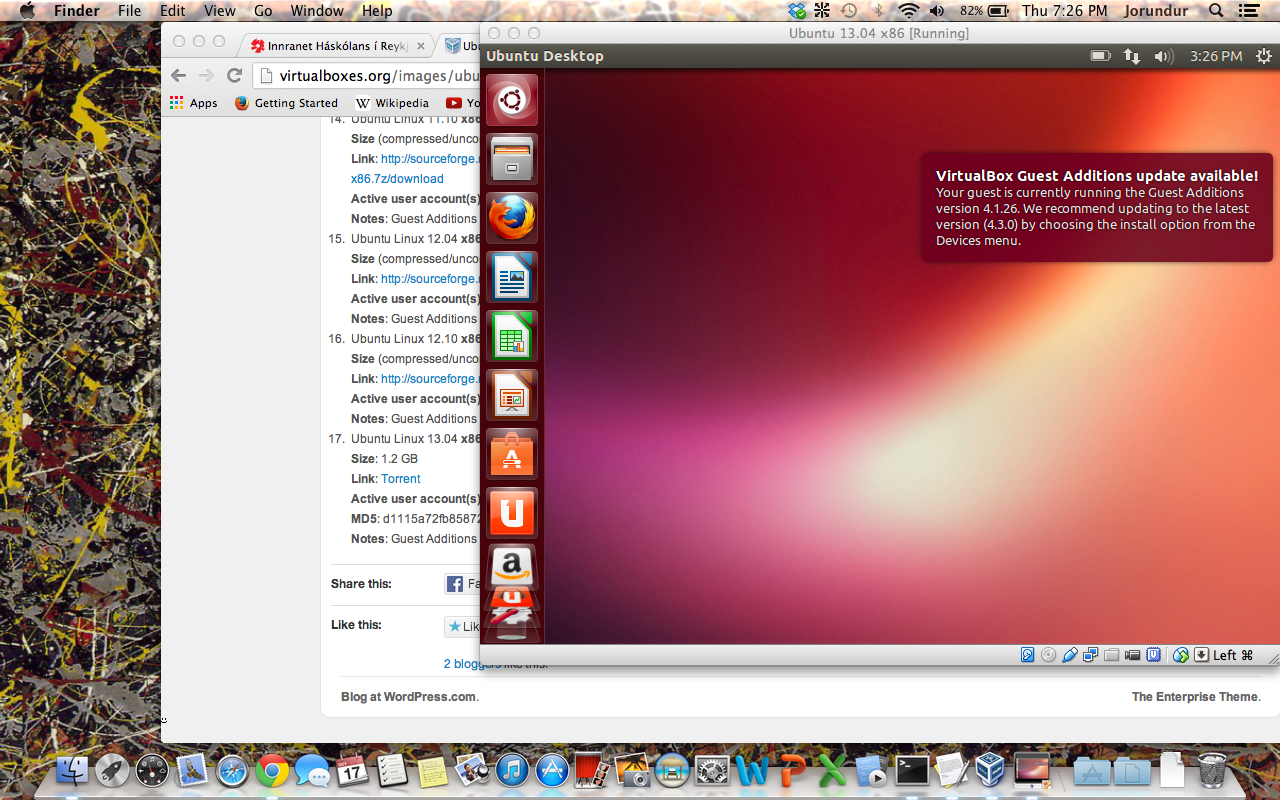 Finder File Edit View Go Window Help 82% Thu 7:26 PM Jorundur
Innranet Háskólans í Reykj
Ubu
virtualboxes.org/images/ubu
Apps Getting Started Wikipedia Yo
14. Ubuntu Linux 11.10 x86
Size (compressed/unco
Link: http://sourceforge.n
x86.7z/download
Active user account(s)
Notes: Guest Additions
15. Ubuntu Linux 12.04 x86
Size (compressed/unco
Link: http://sourceforge.n
Active user account(s)
Notes: Guest Additions
16. Ubuntu Linux 12.10 x86
Size (compressed/unco
Link: http://sourceforge.n
Active user account(s)
Notes: Guest Additions
17. Ubuntu Linux 13.04 x86
Size: 1.2 GB
Link: Torrent
Active user account(s)
MD5: d1115a72fb85872
Notes: Guest Additions
Share this: Fa
Like this: Lik
2 bloggers like this.
Blog at WordPress.com. The Enterprise Theme.
Ubuntu 13.04 x86 [Running]
Ubuntu Desktop 3:26 PM
VirtualBox Guest Additions update available!
Your guest is currently running the Guest Additions
version 4.1.26. We recommend updating to the latest
version (4.3.0) by choosing the install option from the
Devices menu.
Left ⌘
OCT
17